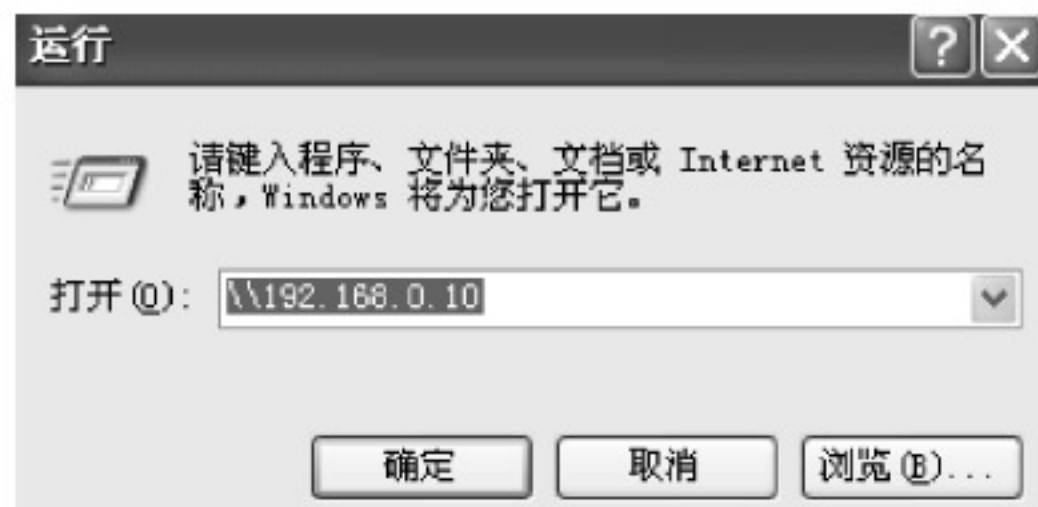 运行
请键入程序、文件夹、文档或 Internet 资源的名
称，Windows 将为您打开它。
打开(O)： \\192.168.0.10
确定 取消 浏览(B)...